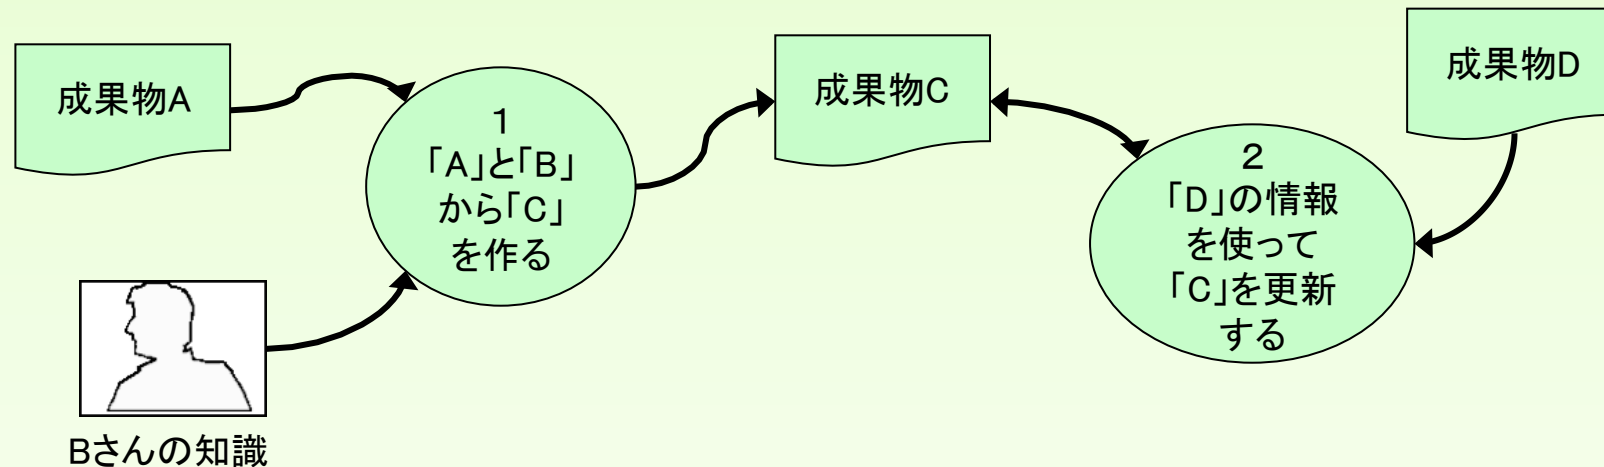 成果物A
1
「A」と「B」
から「C」
を作る
Bさんの知識
成果物C
2
「D」の情報
を使って
「C」を更新
する
成果物D